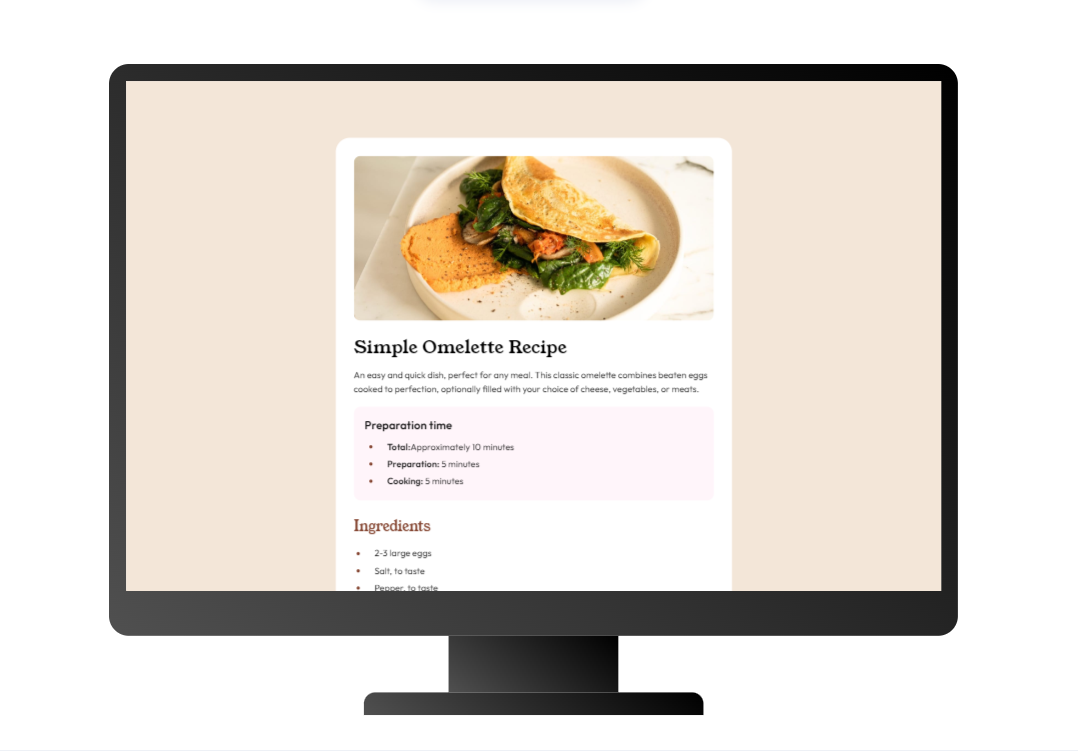 Simple Omelette Recipe
An easy and quick dish, perfect for any meal. This classic omelette combines beaten eggs
cooked to perfection, optionally filled with your choice of cheese, vegetables, or meats.
Preparation time
Total:Approximately 10 minutes
Preparation: 5 minutes
Cooking: 5 minutes
Ingredients
2-3 large eggs
Salt, to taste
Pepper, to taste